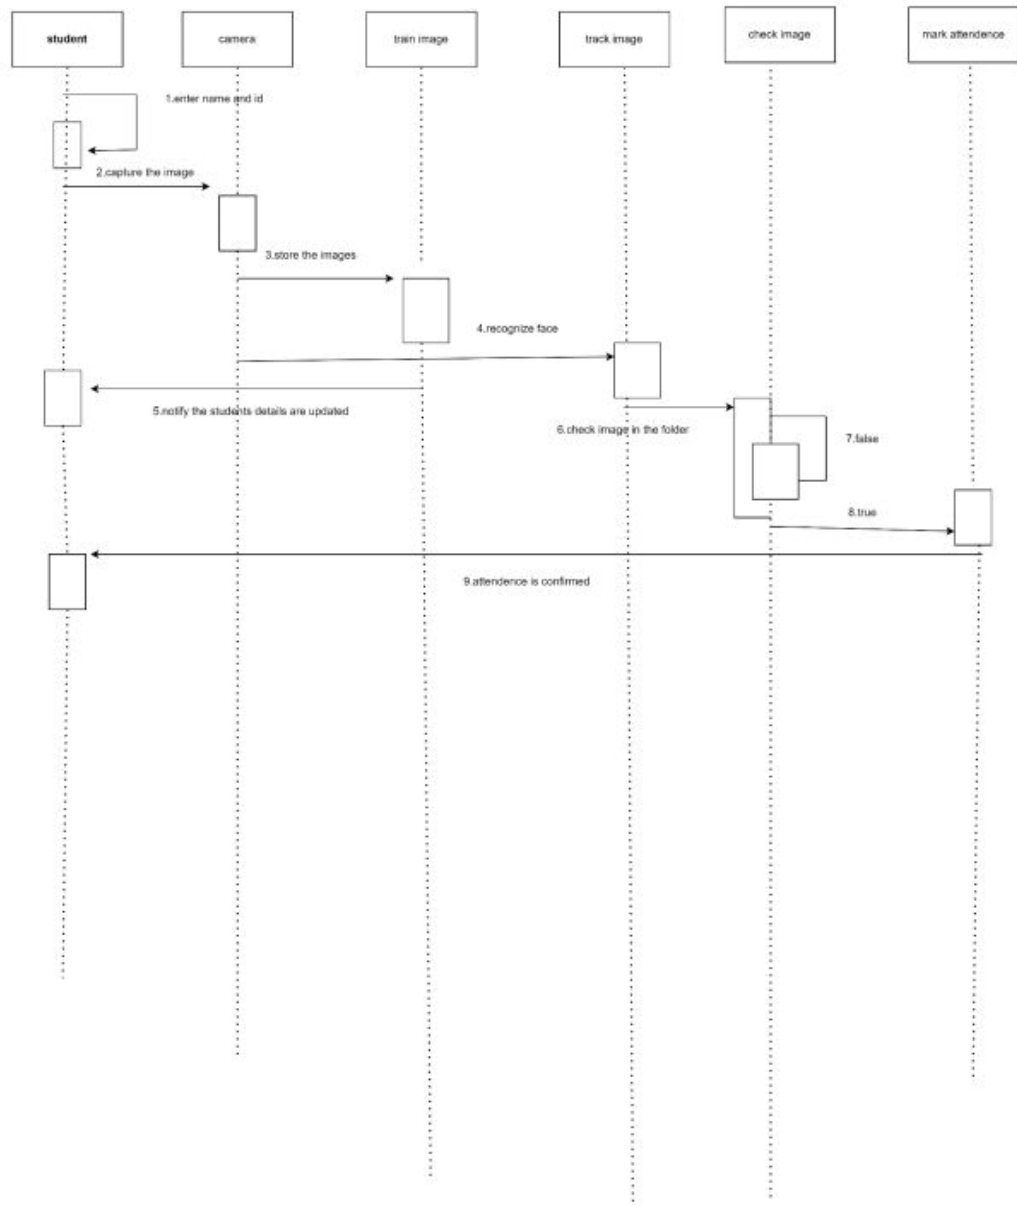 student
camera
train image
track image
check image
mark attendence
1.enter name and id
2.capture the image
3.store the images
4.recognize face
5.notify the students details are updated
6.check image in the folder
7.false
8.true
9.attendence is confirmed